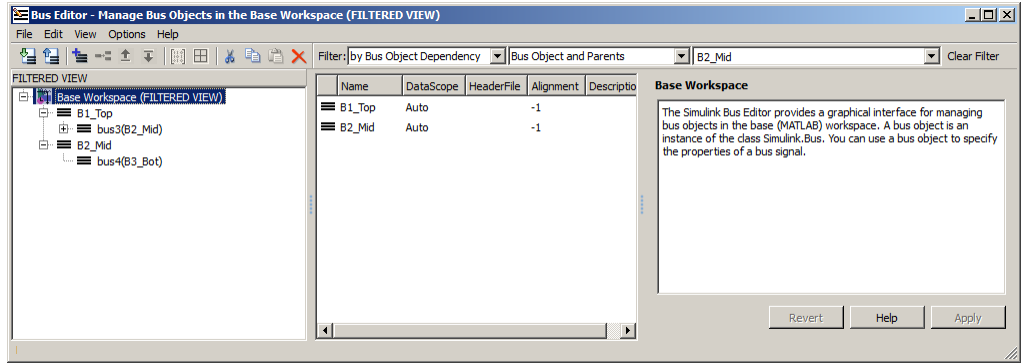 Bus Editor - Manage Bus Objects in the Base Workspace (FILTERED VIEW)
File Edit View Options Help
Filter: by Bus Object Dependency Bus Object and Parents B2_Mid Clear Filter
FILTERED VIEW
Base Workspace (FILTERED VIEW)
B1_Top
bus3(B2_Mid)
B2_Mid
bus4(B3_Bot)
Name DataScope HeaderFile Alignment Descriptio
B1_Top Auto -1
B2_Mid Auto -1
Base Workspace
The Simulink Bus Editor provides a graphical interface for managing
bus objects in the base (MATLAB) workspace. A bus object is an
instance of the class Simulink.Bus. You can use a bus object to specify
the properties of a bus signal.
Revert Help Apply